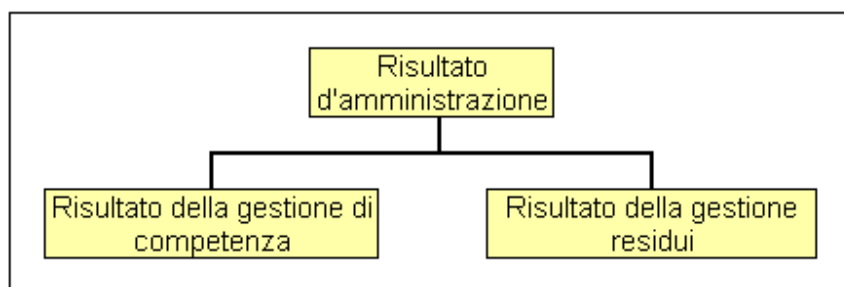 Risultato
d'amministrazione
Risultato della gestione di
competenza
Risultato della gestione
residui